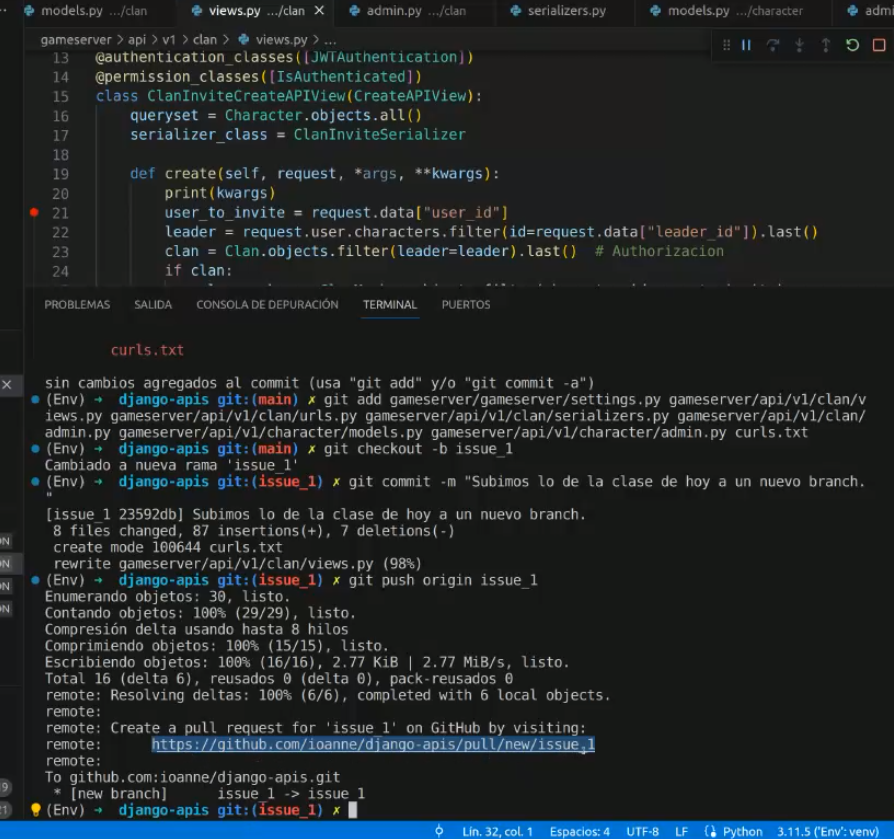 models.py .../clan views.py .../clan × admin.py .../clan serializers.py models.py .../character admi
gameserver > api > v1 > clan > views.py > ...
13 @authentication_classes([JWTAuthentication])
14 @permission_classes([IsAuthenticated])
15 class ClanInviteCreateAPIView(CreateAPIView):
16 queryset = Character.objects.all()
17 serializer_class = ClanInviteSerializer
18
19 def create(self, request, *args, **kwargs):
20 print(kwargs)
21 user_to_invite = request.data["user_id"]
22 leader = request.user.characters.filter(id=request.data["leader_id"]).last()
23 clan = Clan.objects.filter(leader=leader).last() # Authorizacion
24 if clan:
PROBLEMAS SALIDA CONSOLA DE DEPURACIÓN TERMINAL PUERTOS
curls.txt
sin cambios agregados al commit (usa "git add" y/o "git commit -a")
(Env) → django-apis git:(main) ✗ git add gameserver/gameserver/settings.py gameserver/api/v1/clan/v
iews.py gameserver/api/v1/clan/urls.py gameserver/api/v1/clan/serializers.py gameserver/api/v1/clan/
admin.py gameserver/api/v1/character/models.py gameserver/api/v1/character/admin.py curls.txt
(Env) → django-apis git:(main) ✗ git checkout -b issue_1
Cambiado a nueva rama 'issue_1'
(Env) → django-apis git:(issue_1) ✗ git commit -m "Subimos lo de la clase de hoy a un nuevo branch.
"
[issue_1 23592db] Subimos lo de la clase de hoy a un nuevo branch.
8 files changed, 87 insertions(+), 7 deletions(-)
create mode 100644 curls.txt
rewrite gameserver/api/v1/clan/views.py (98%)
(Env) → django-apis git:(issue_1) ✗ git push origin issue_1
Enumerando objetos: 30, listo.
Contando objetos: 100% (29/29), listo.
Compresión delta usando hasta 8 hilos
Comprimiendo objetos: 100% (15/15), listo.
Escribiendo objetos: 100% (16/16), 2.77 KiB | 2.77 MiB/s, listo.
Total 16 (delta 6), reusados 0 (delta 0), pack-reusados 0
remote: Resolving deltas: 100% (6/6), completed with 6 local objects.
remote:
remote: Create a pull request for 'issue_1' on GitHub by visiting:
remote: https://github.com/ioanne/django-apis/pull/new/issue_1
remote:
To github.com:ioanne/django-apis.git
* [new branch] issue_1 -> issue_1
(Env) → django-apis git:(issue_1) ✗
Lín. 32, col. 1 Espacios: 4 UTF-8 LF Python 3.11.5 ('Env': venv)